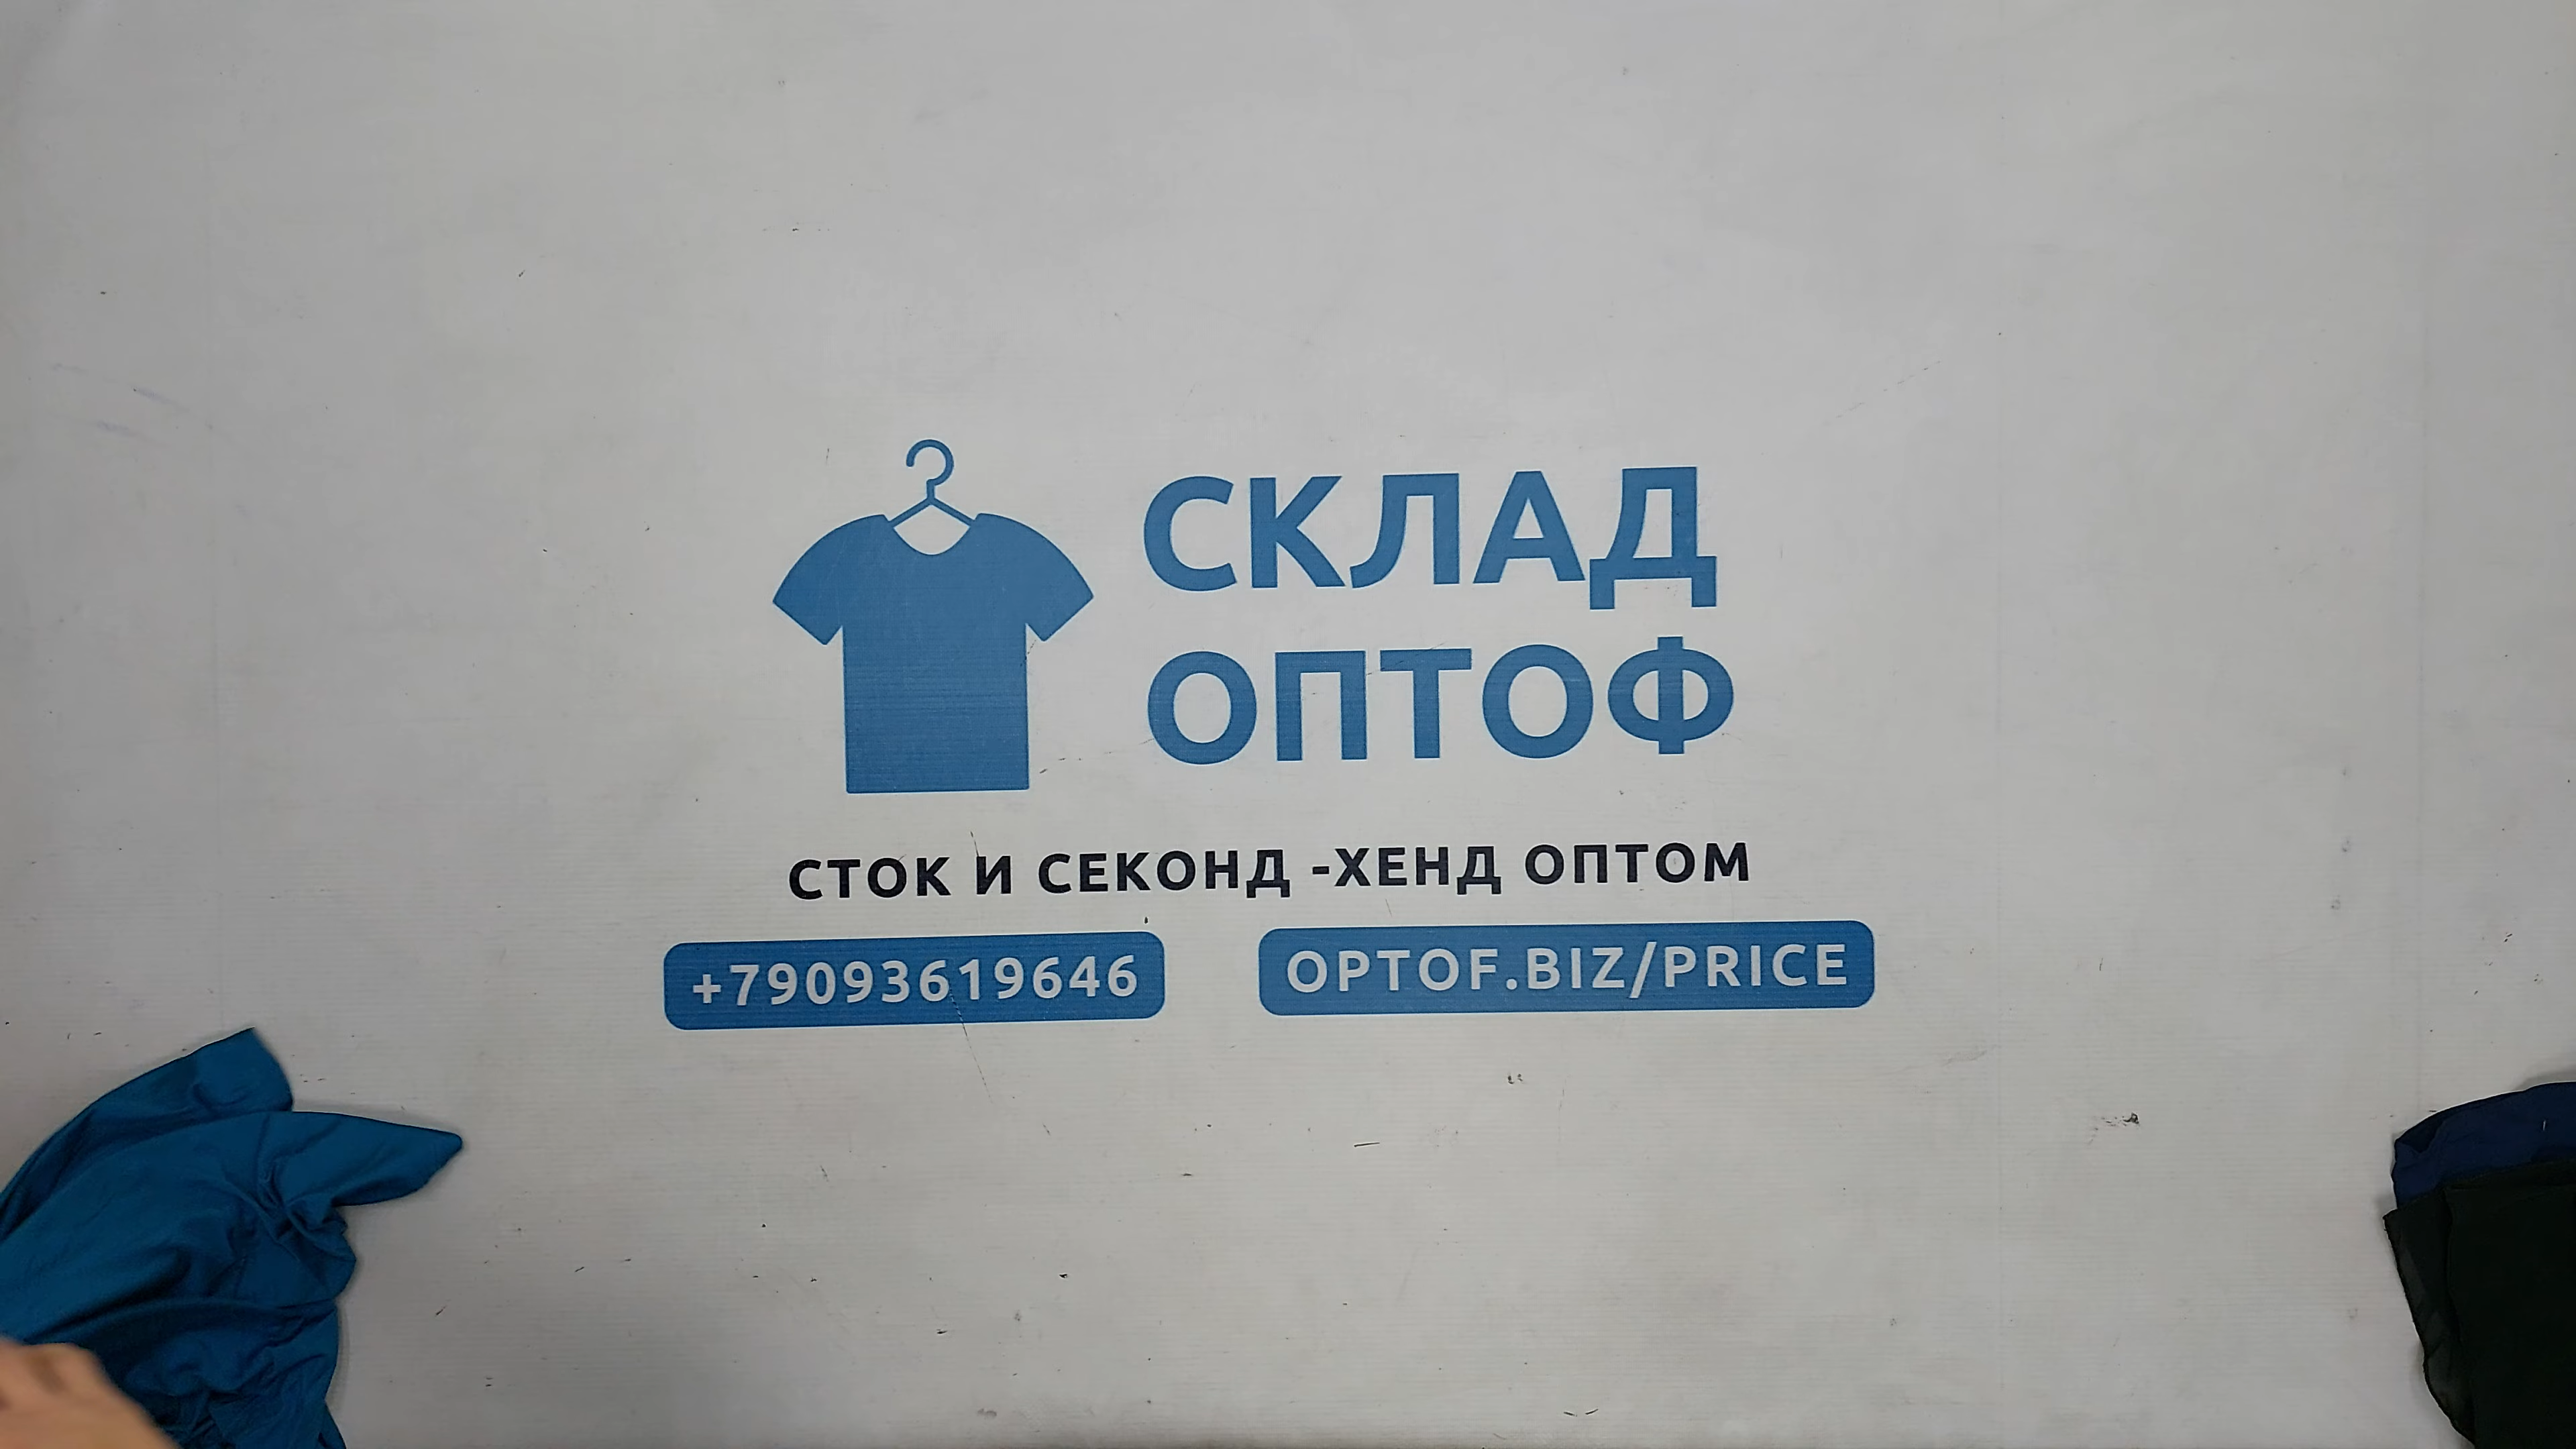 СКЛАД
ОПТОФ
СТОК И СЕКОНД -ХЕНД ОПТОМ
+79093619646
OPTOF.BIZ/PRICE